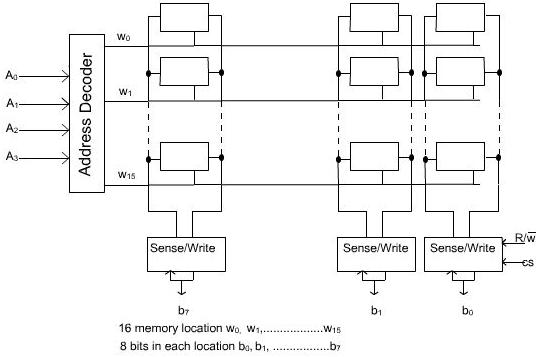 w₀
A₀
w₁
A₁
A₂
A₃
Address Decoder
w₁₅
Sense/Write
Sense/Write
Sense/Write
R/w̅
cs
b₇
b₁
b₀
16 memory location w₀, w₁,..................w₁₅
8 bits in each location b₀, b₁, .................b₇